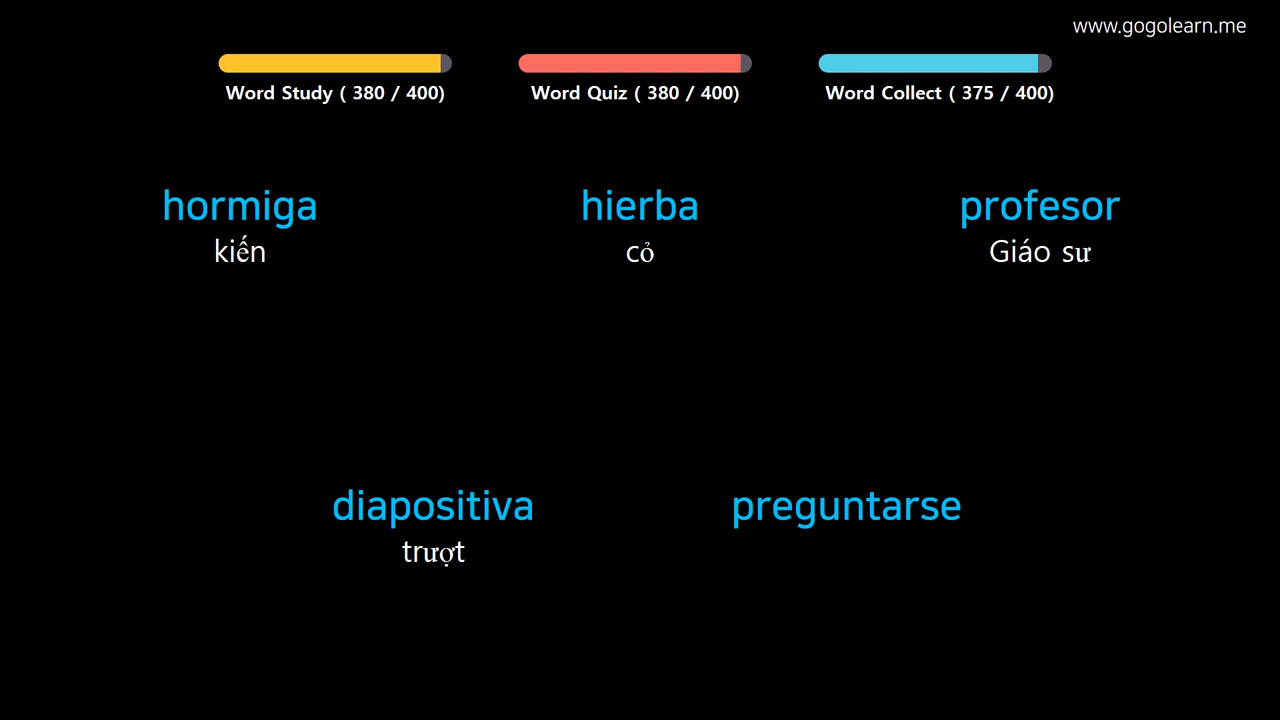 www.gogolearn.me
Word Study ( 380 / 400)
Word Quiz ( 380 / 400)
Word Collect ( 375 / 400)
hormiga
kiến
hierba
cỏ
profesor
Giáo sư
diapositiva
trượt
preguntarse